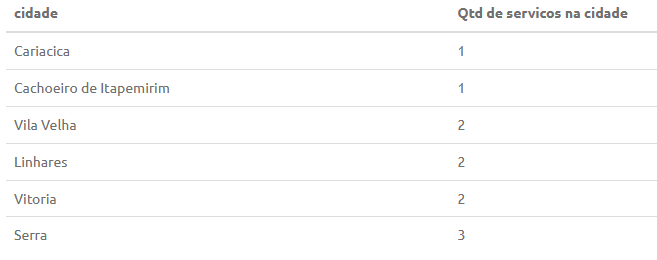 cidade Qtd de servicos na cidade
Cariacica 1
Cachoeiro de Itapemirim 1
Vila Velha 2
Linhares 2
Vitoria 2
Serra 3